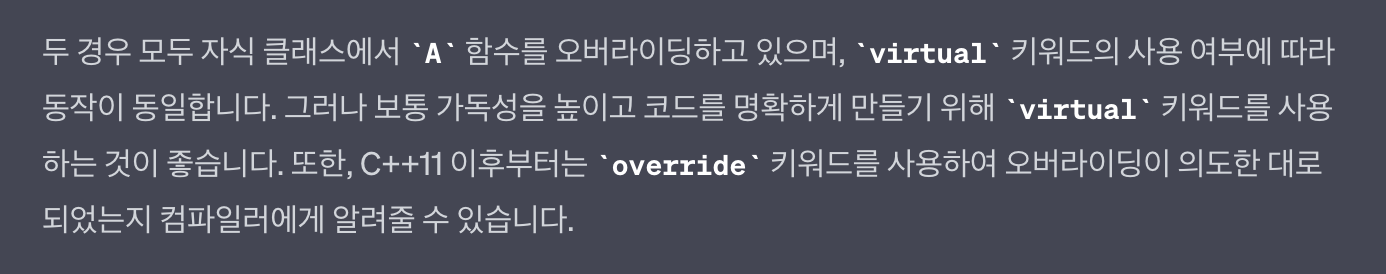 두 경우 모두 자식 클래스에서 `A` 함수를 오버라이딩하고 있으며, `virtual` 키워드의 사용 여부에 따라
동작이 동일합니다. 그러나 보통 가독성을 높이고 코드를 명확하게 만들기 위해 `virtual` 키워드를 사용
하는 것이 좋습니다. 또한, C++11 이후부터는 `override` 키워드를 사용하여 오버라이딩이 의도한 대로
되었는지 컴파일러에게 알려줄 수 있습니다.